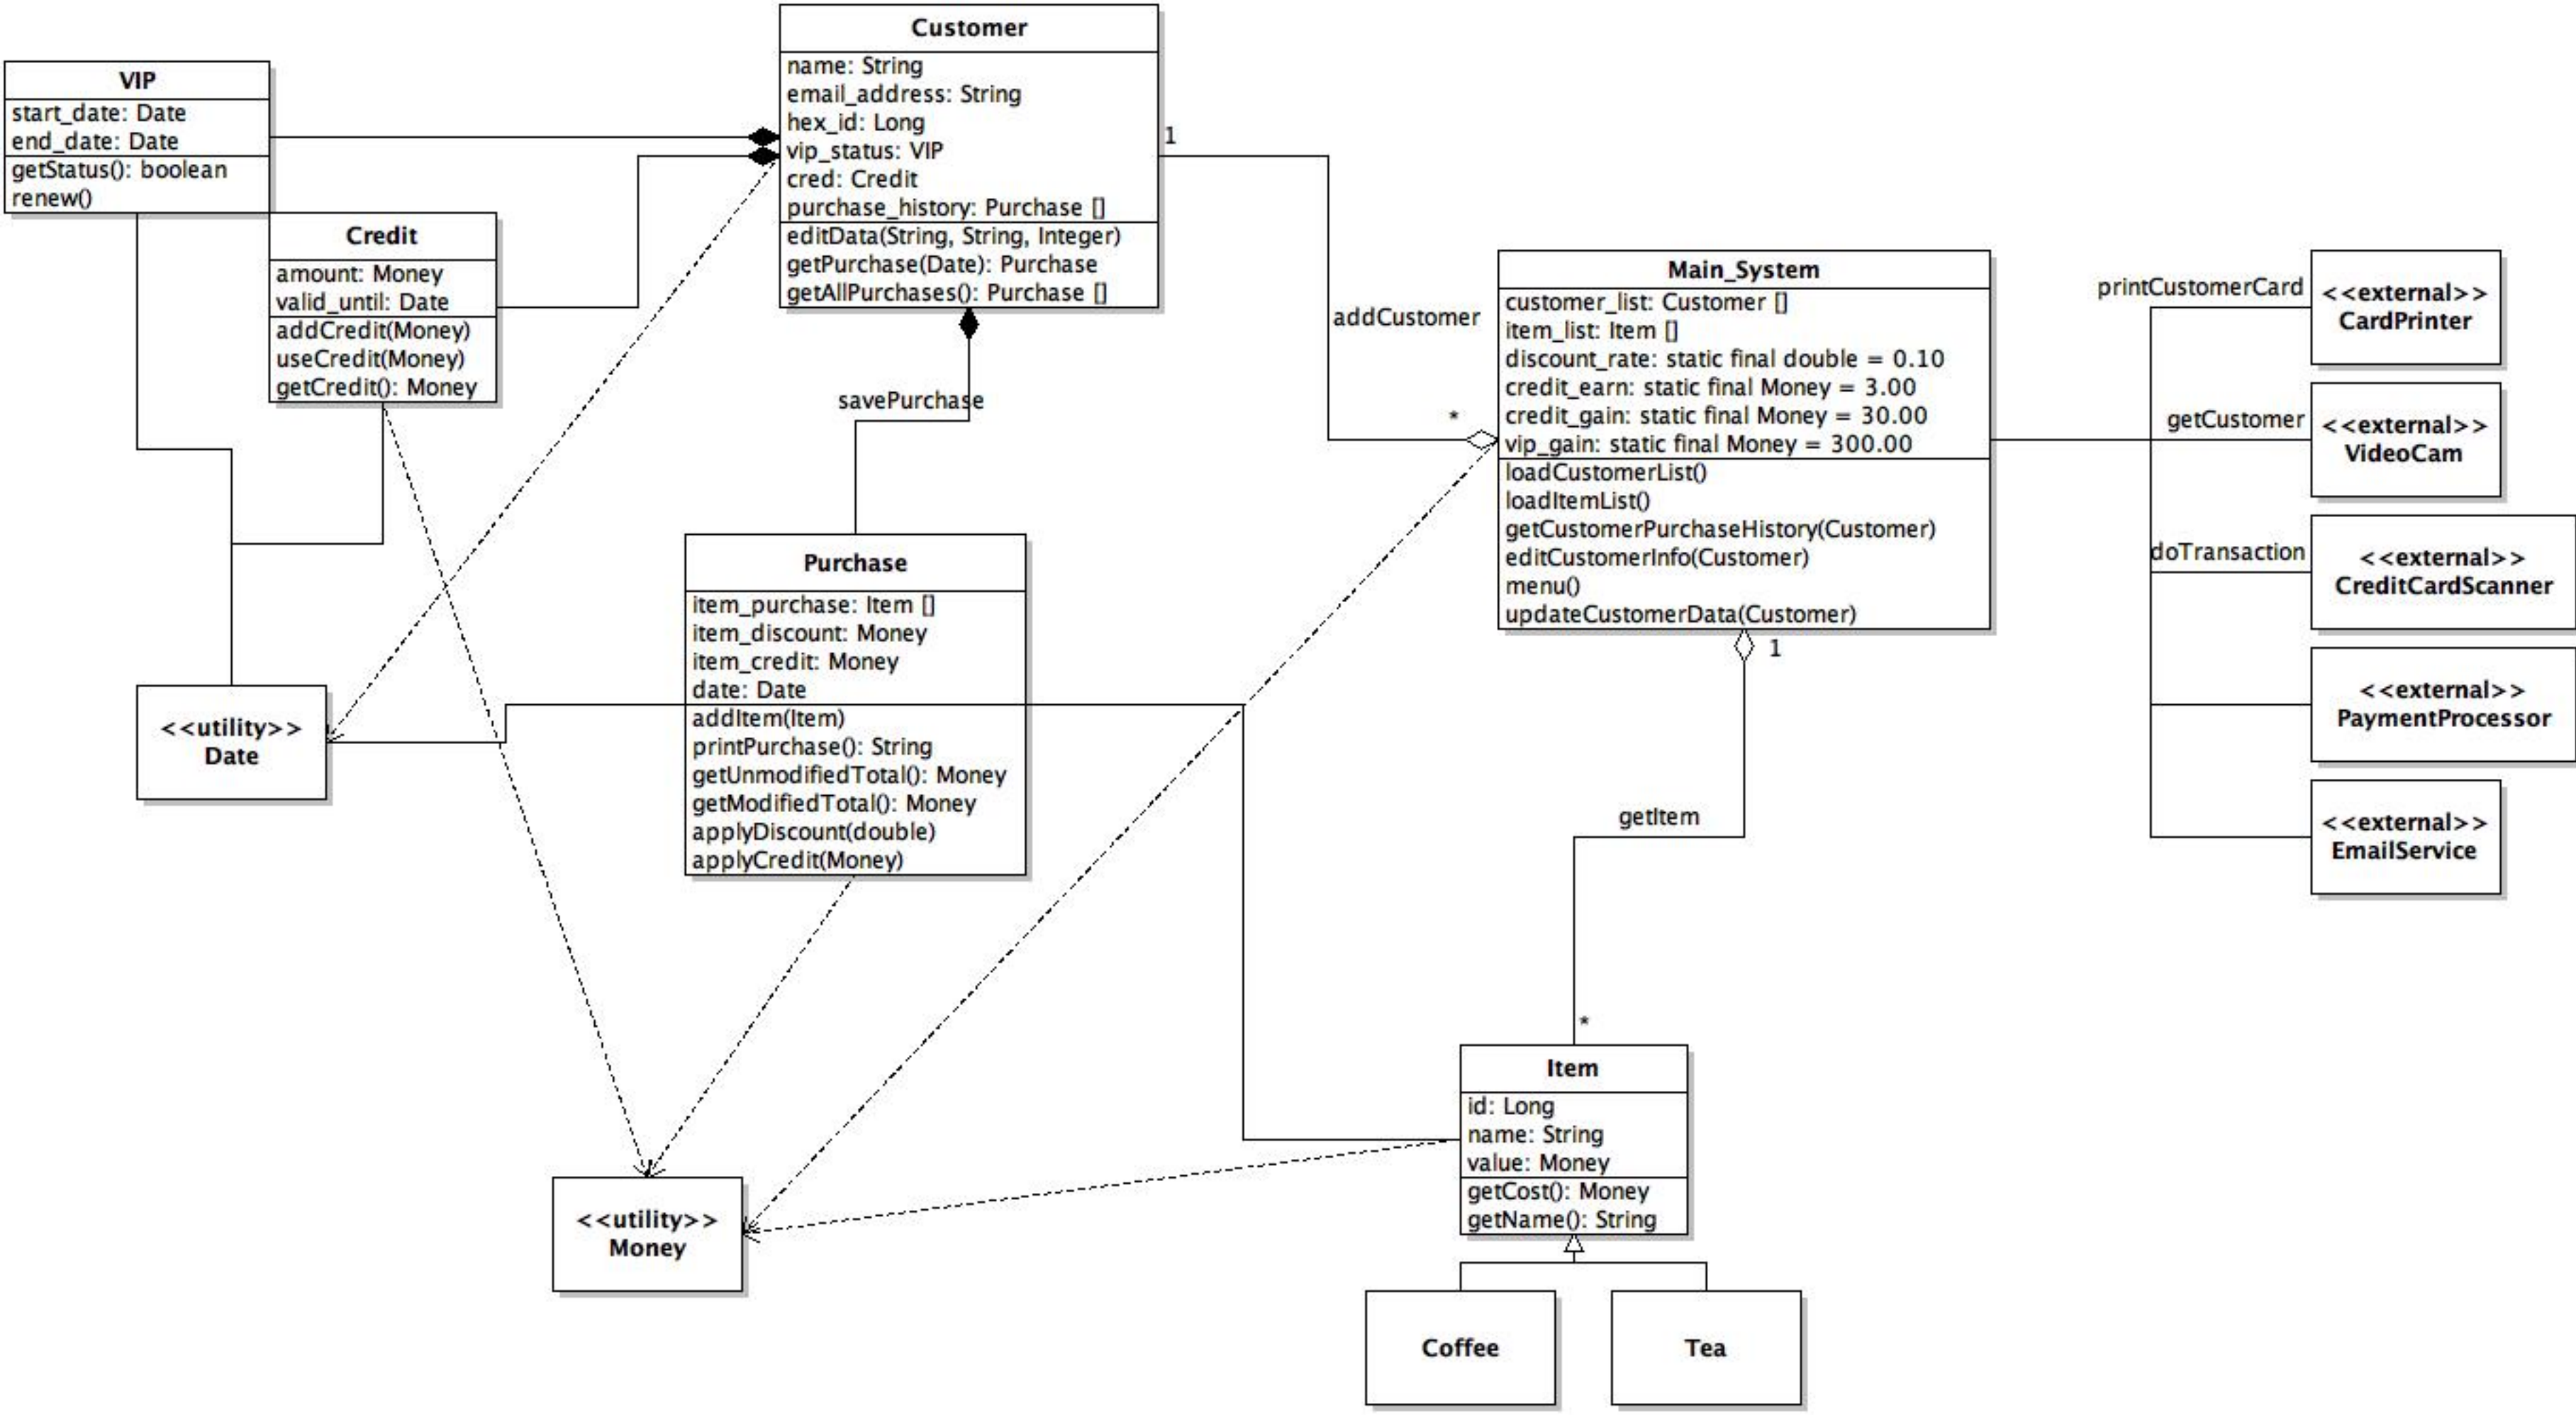 Customer
name: String
email_address: String
hex_id: Long
vip_status: VIP
cred: Credit
purchase_history: Purchase []
editData(String, String, Integer)
getPurchase(Date): Purchase
getAllPurchases(): Purchase []
VIP
start_date: Date
end_date: Date
getStatus(): boolean
renew()
Credit
amount: Money
valid_until: Date
addCredit(Money)
useCredit(Money)
getCredit(): Money
1
addCustomer
*
savePurchase
Main_System
customer_list: Customer []
item_list: Item []
discount_rate: static final double = 0.10
credit_earn: static final Money = 3.00
credit_gain: static final Money = 30.00
vip_gain: static final Money = 300.00
loadCustomerList()
loadItemList()
getCustomerPurchaseHistory(Customer)
editCustomerInfo(Customer)
menu()
updateCustomerData(Customer)
1
printCustomerCard
<<external>>
CardPrinter
getCustomer
<<external>>
VideoCam
doTransaction
<<external>>
CreditCardScanner
<<external>>
PaymentProcessor
<<external>>
EmailService
Purchase
item_purchase: Item []
item_discount: Money
item_credit: Money
date: Date
addItem(Item)
printPurchase(): String
getUnmodifiedTotal(): Money
getModifiedTotal(): Money
applyDiscount(double)
applyCredit(Money)
<<utility>>
Date
getItem
*
Item
id: Long
name: String
value: Money
getCost(): Money
getName(): String
<<utility>>
Money
Coffee
Tea